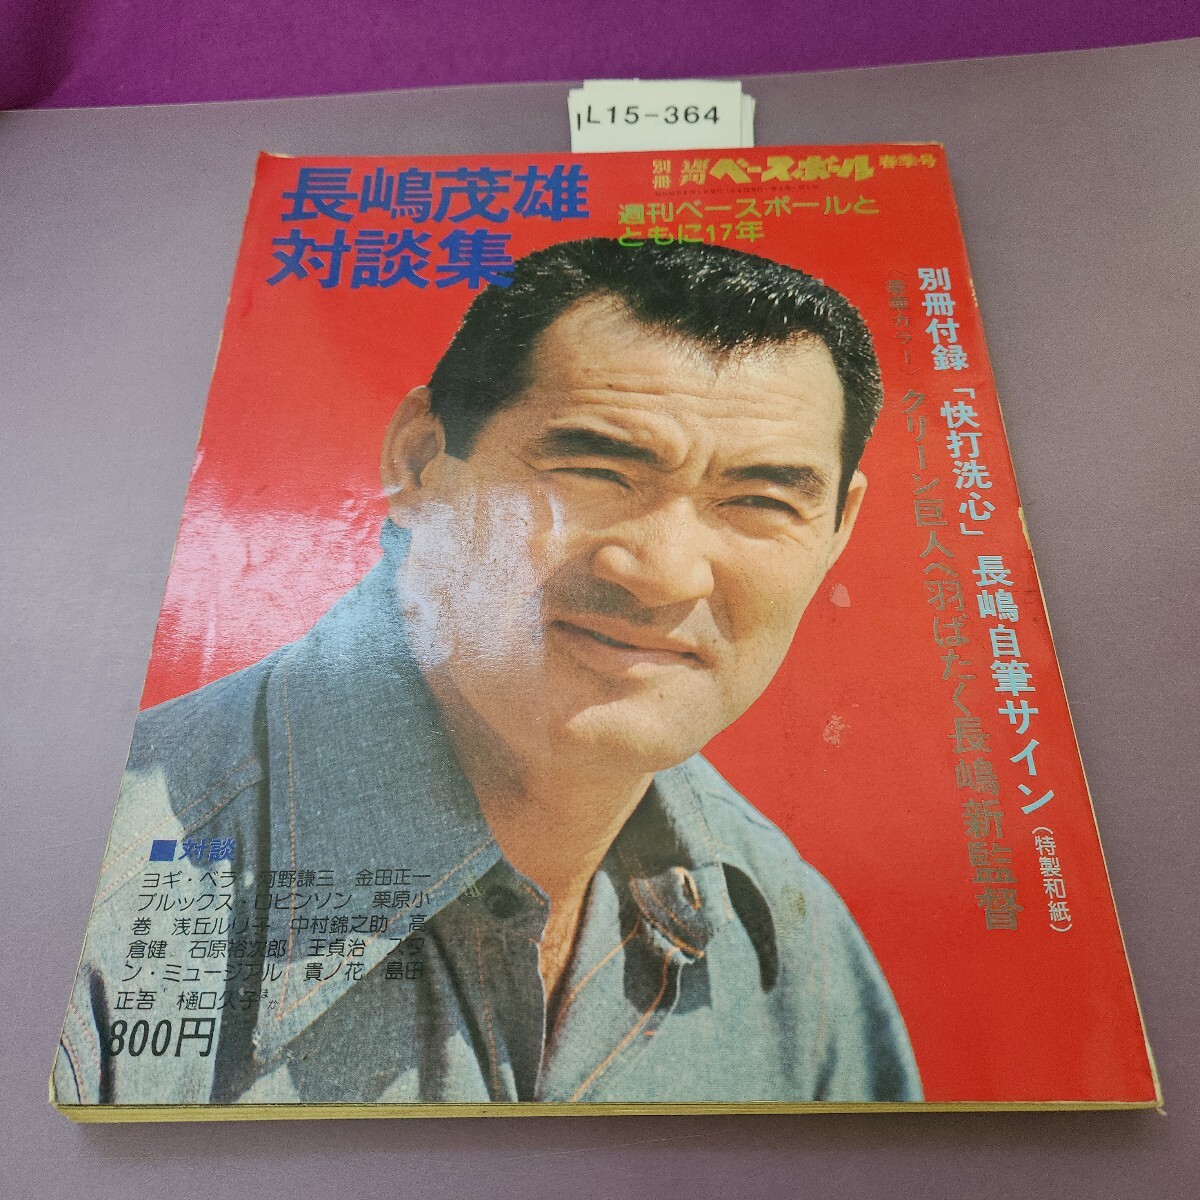 L15-364
長嶋茂雄
対談集
別冊 週刊 ベースボール 春季号
週刊ベースボールと
ともに17年
別冊付録「快打洗心」長嶋自筆サイン(特製和紙)
クリーン巨人へ羽ばたく長嶋新監督
■対談
ヨギ・ベラ 河野謙三 金田正一
ブルックス・ロビンソン 栗原小
巻 浅丘ルリ子 中村錦之助 高
倉健 石原裕次郎 王貞治 スタ
ン・ミュージアル 貴ノ花 島田
正吾 樋口久子ほか
800円